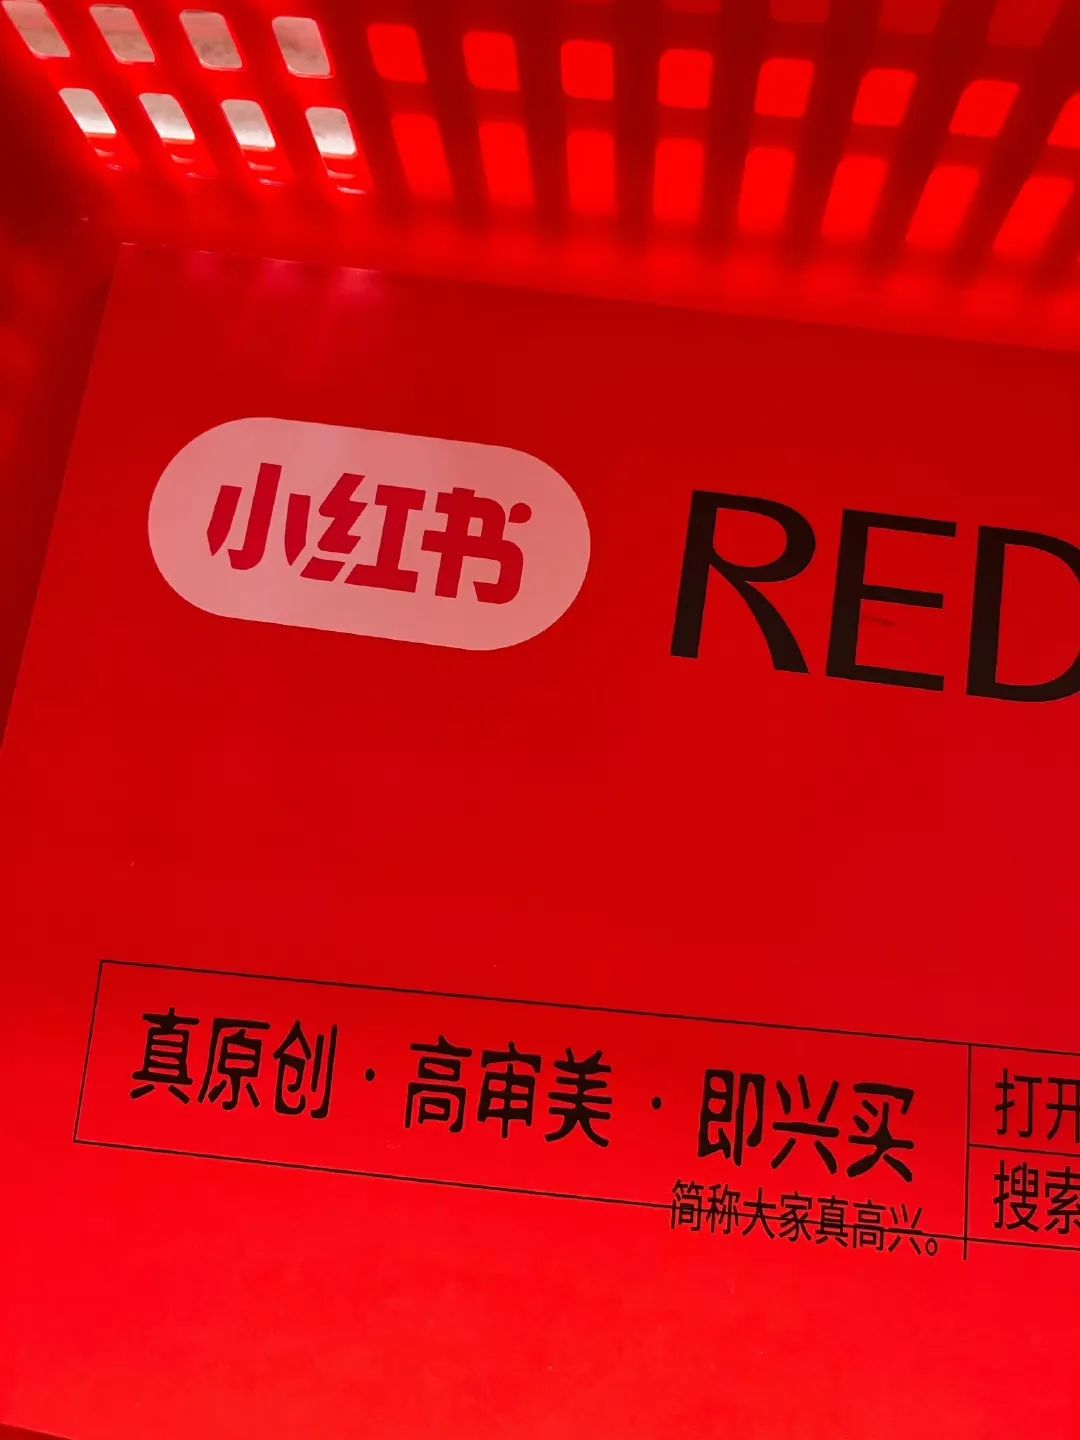 小红书
RED
真原创·高审美·即兴买
简称大家真高兴。
打开
搜索